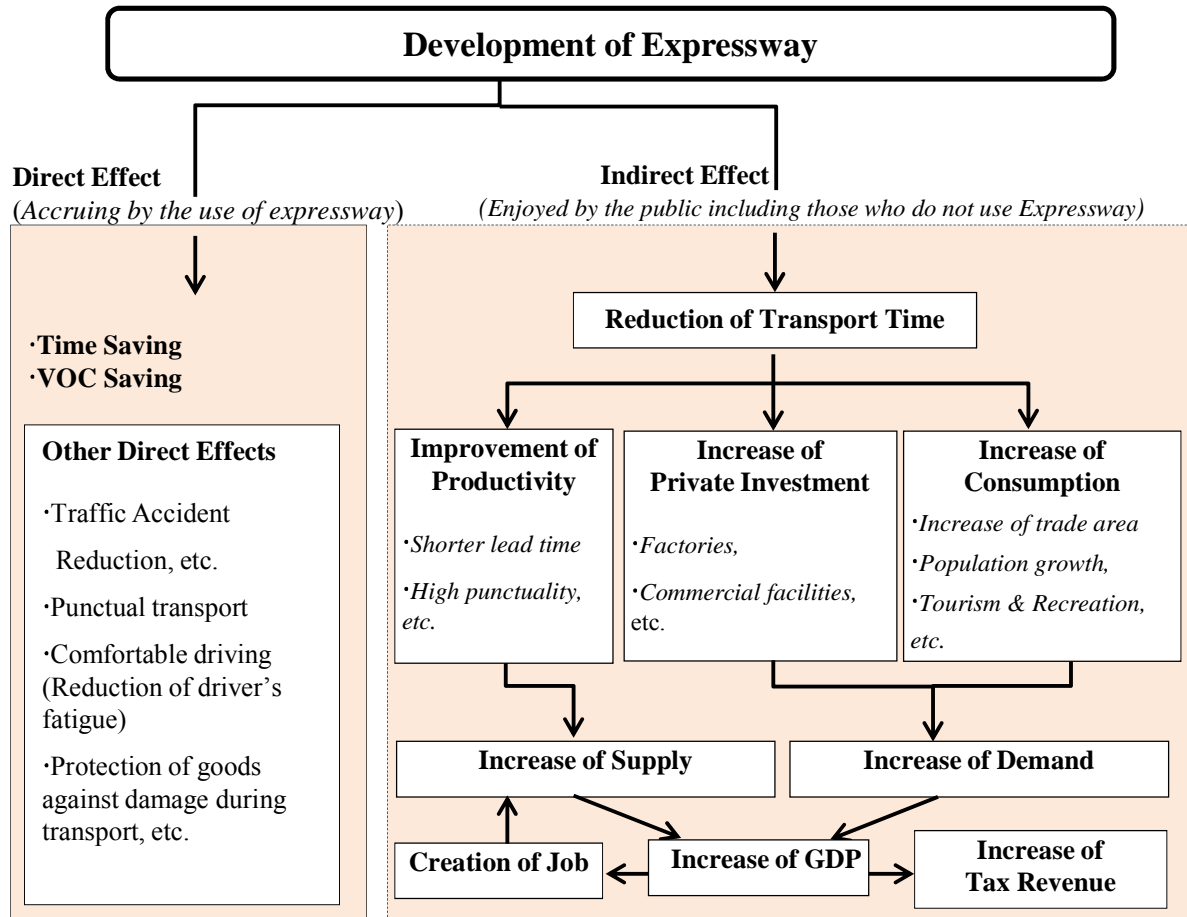 Development of Expressway
Direct Effect
(Accruing by the use of expressway)
·Time Saving
·VOC Saving
Other Direct Effects
·Traffic Accident
Reduction, etc.
·Punctual transport
·Comfortable driving
(Reduction of driver's
fatigue)
·Protection of goods
against damage during
transport, etc.
Indirect Effect
(Enjoyed by the public including those who do not use Expressway)
Reduction of Transport Time
Improvement of
Productivity
·Shorter lead time
·High punctuality,
etc.
Increase of
Private Investment
·Factories,
·Commercial facilities,
etc.
Increase of
Consumption
·Increase of trade area
·Population growth,
·Tourism & Recreation,
etc.
Increase of Supply
Increase of Demand
Creation of Job
Increase of GDP
Increase of
Tax Revenue